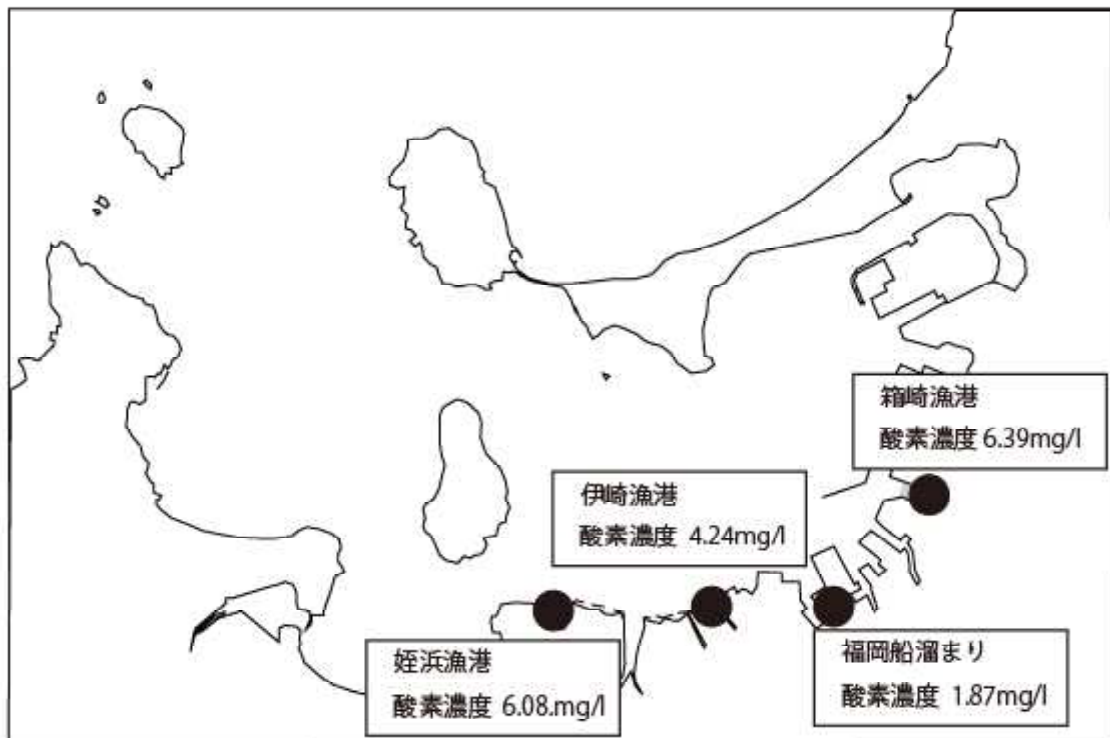 箱崎漁港
酸素濃度 6.39mg/l
伊崎漁港
酸素濃度 4.24mg/l
姪浜漁港
酸素濃度 6.08.mg/l
福岡船溜まり
酸素濃度 1.87mg/l